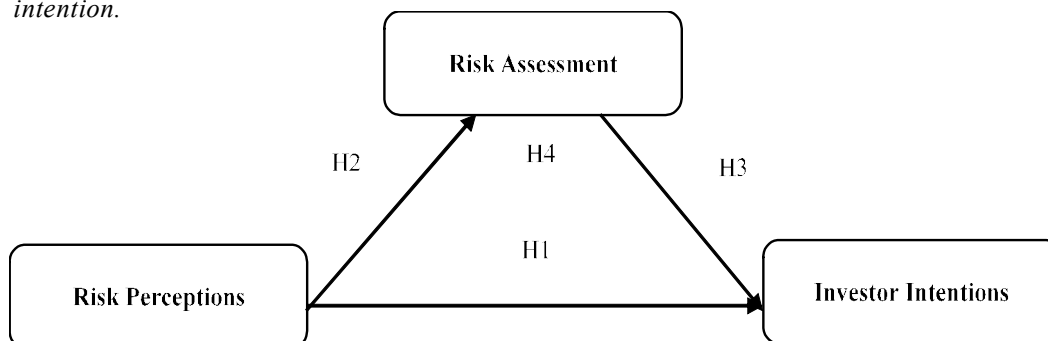 intention.
Risk Assessment
H2
H4
H3
H1
Risk Perceptions
Investor Intentions